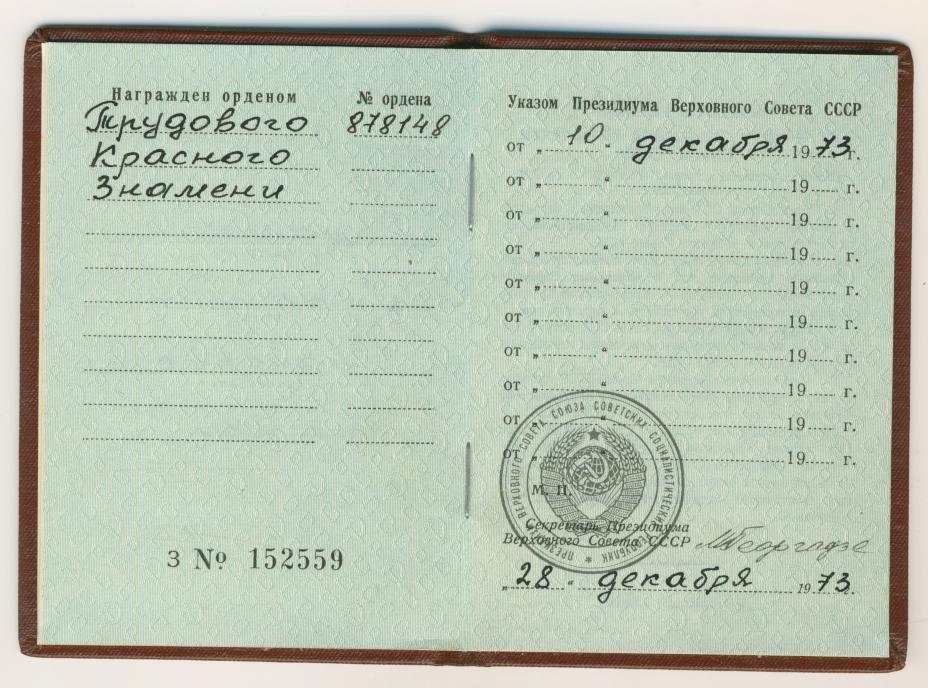 Награжден орденом
№ ордена
Трудового 878148
Красного
Знамени
З № 152559
Указом Президиума Верховного Совета СССР
от „ 10 “ декабря 1973 г.
от „ “ 19 г.
от „ “ 19 г.
от „ “ 19 г.
от „ “ 19 г.
от „ “ 19 г.
от „ “ 19 г.
от „ “ 19 г.
от „ “ 19 г.
от „ “ 19 г.
ПРЕЗИДИУМ ВЕРХОВНОГО СОВЕТА СОЮЗА СОВЕТСКИХ СОЦИАЛИСТИЧЕСКИХ РЕСПУБЛИК
М. П.
Секретарь Президиума
Верховного Совета СССР МГеоргадзе
„ 28 “ декабря 1973 г.